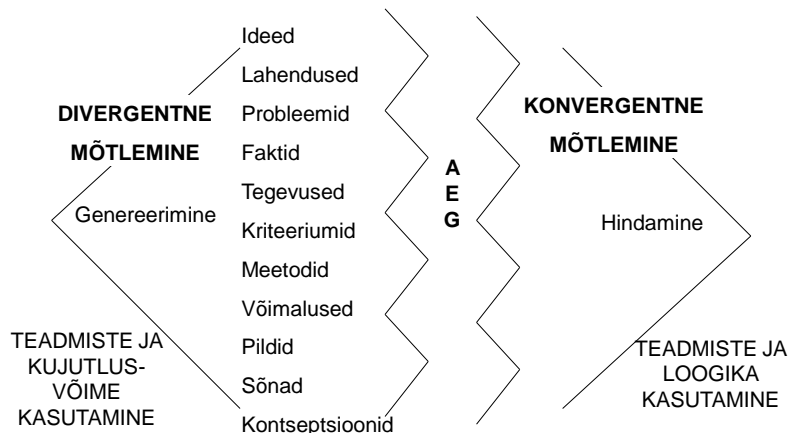 DIVERGENTNE
MÕTLEMINE
Genereerimine
TEADMISTE JA
KUJUTLUS-
VÕIME
KASUTAMINE
Ideed
Lahendused
Probleemid
Faktid
Tegevused
Kriteeriumid
Meetodid
Võimalused
Pildid
Sõnad
Kontseptsioonid
A
E
G
KONVERGENTNE
MÕTLEMINE
Hindamine
TEADMISTE JA
LOOGIKA
KASUTAMINE